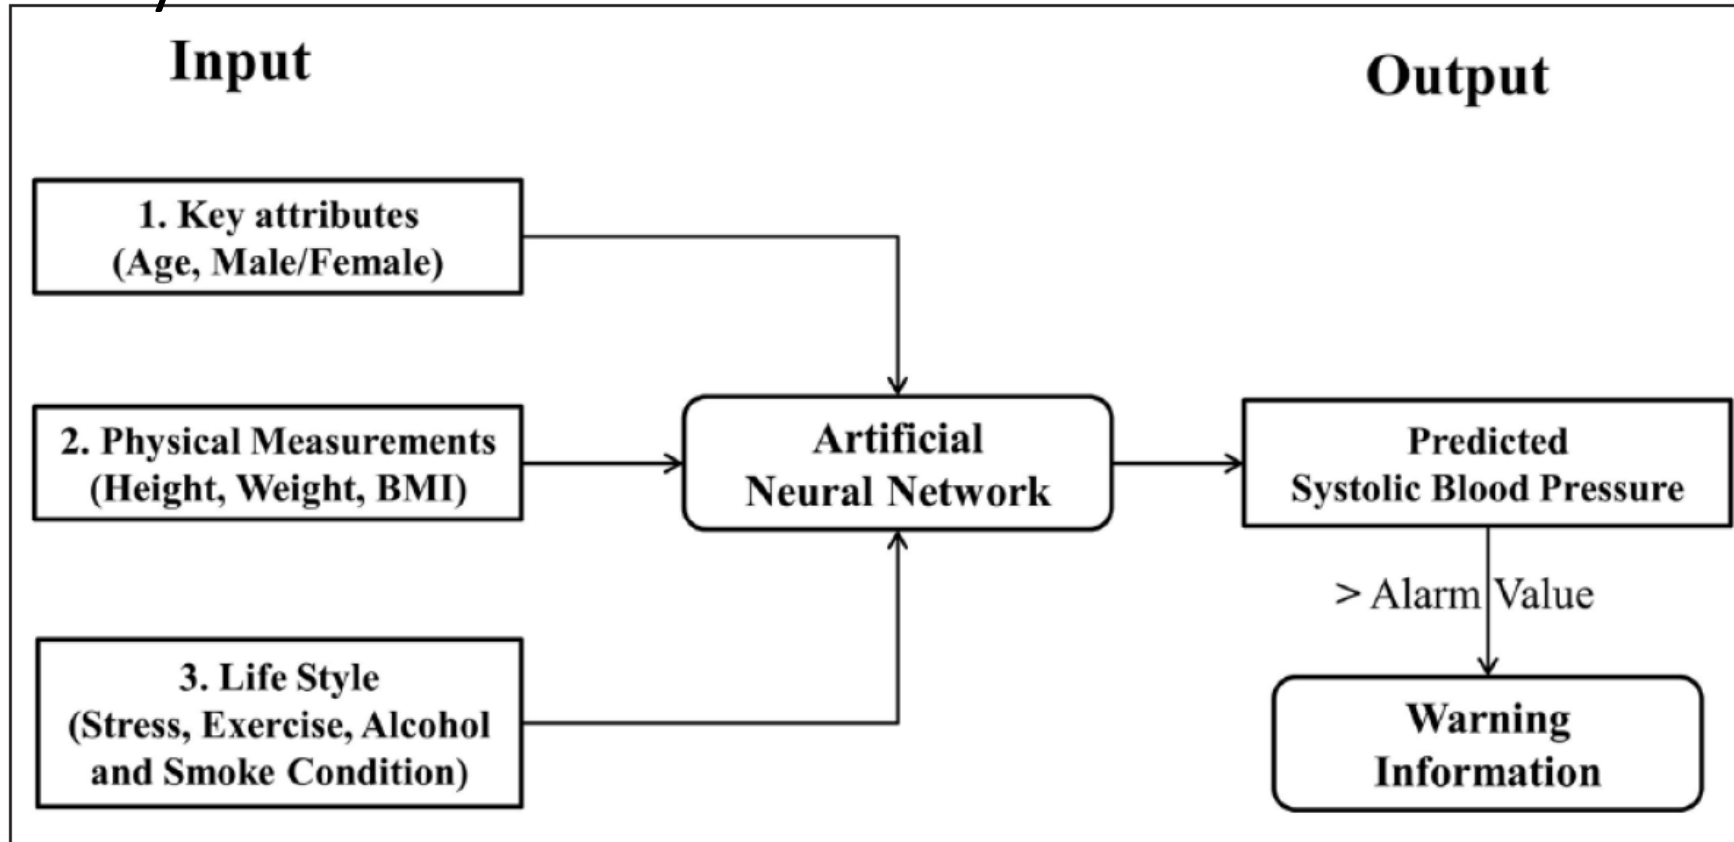 Input
Output
1. Key attributes
(Age, Male/Female)
2. Physical Measurements
(Height, Weight, BMI)
Artificial
Neural Network
Predicted
Systolic Blood Pressure
> Alarm Value
3. Life Style
(Stress, Exercise, Alcohol
and Smoke Condition)
Warning
Information